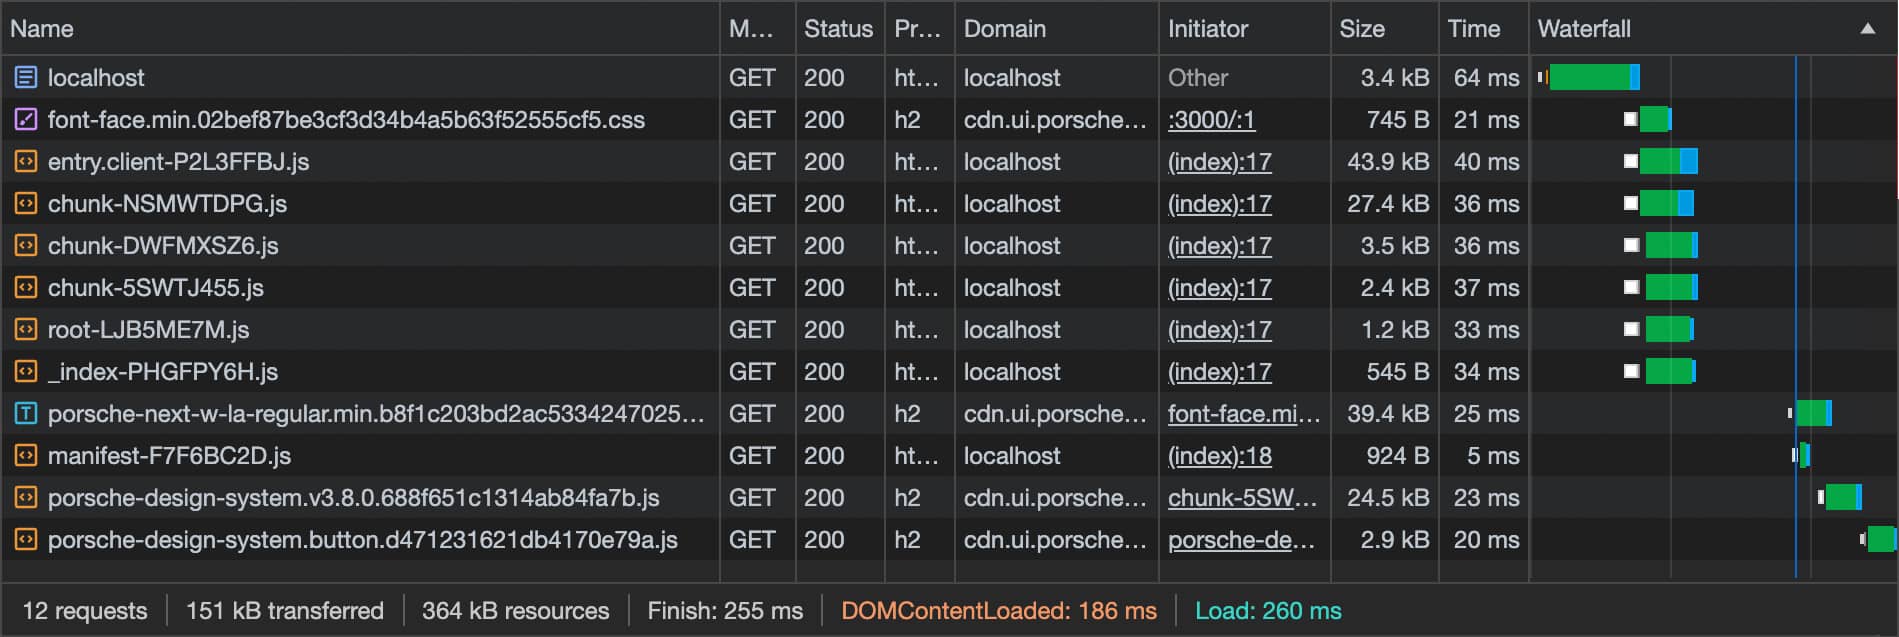 Name M... Status Pr... Domain Initiator Size Time Waterfall
localhost GET 200 ht... localhost Other 3.4 kB 64 ms
font-face.min.02bef87be3cf3d34b4a5b63f52555cf5.css GET 200 h2 cdn.ui.porsche... :3000/:1 745 B 21 ms
entry.client-P2L3FFBJ.js GET 200 ht... localhost (index):17 43.9 kB 40 ms
chunk-NSMWTDPG.js GET 200 ht... localhost (index):17 27.4 kB 36 ms
chunk-DWFMXSZ6.js GET 200 ht... localhost (index):17 3.5 kB 36 ms
chunk-5SWTJ455.js GET 200 ht... localhost (index):17 2.4 kB 37 ms
root-LJB5ME7M.js GET 200 ht... localhost (index):17 1.2 kB 33 ms
_index-PHGFPY6H.js GET 200 ht... localhost (index):17 545 B 34 ms
porsche-next-w-la-regular.min.b8f1c203bd2ac5334247025... GET 200 h2 cdn.ui.porsche... font-face.mi... 39.4 kB 25 ms
manifest-F7F6BC2D.js GET 200 ht... localhost (index):18 924 B 5 ms
porsche-design-system.v3.8.0.688f651c1314ab84fa7b.js GET 200 h2 cdn.ui.porsche... chunk-5SW... 24.5 kB 23 ms
porsche-design-system.button.d471231621db4170e79a.js GET 200 h2 cdn.ui.porsche... porsche-de... 2.9 kB 20 ms
12 requests 151 kB transferred 364 kB resources Finish: 255 ms DOMContentLoaded: 186 ms Load: 260 ms